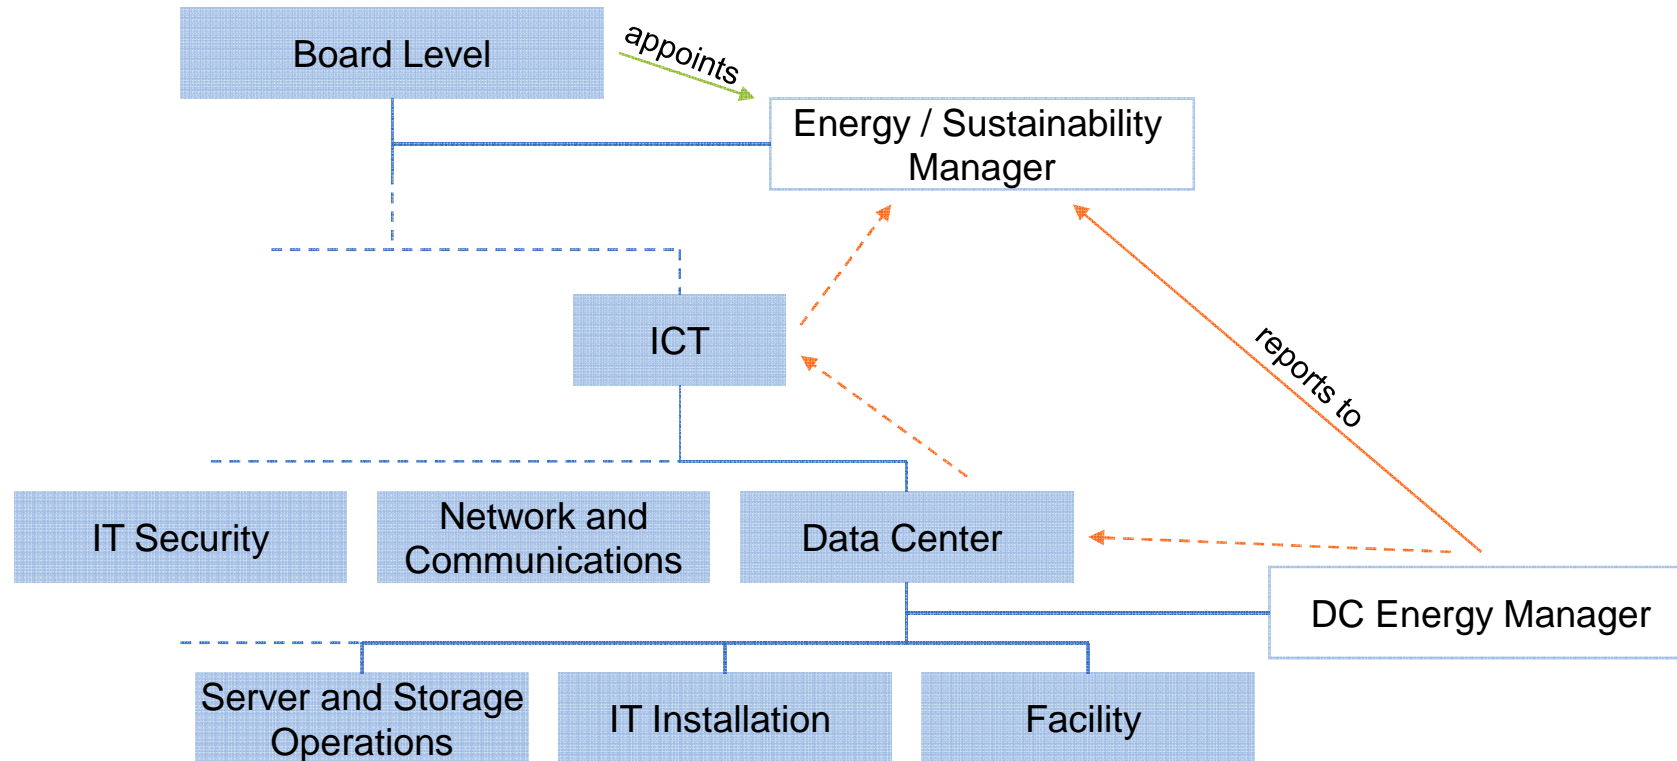 Board Level
appoints
Energy / Sustainability
Manager
ICT
reports to
IT Security
Network and
Communications
Data Center
DC Energy Manager
Server and Storage
Operations
IT Installation
Facility